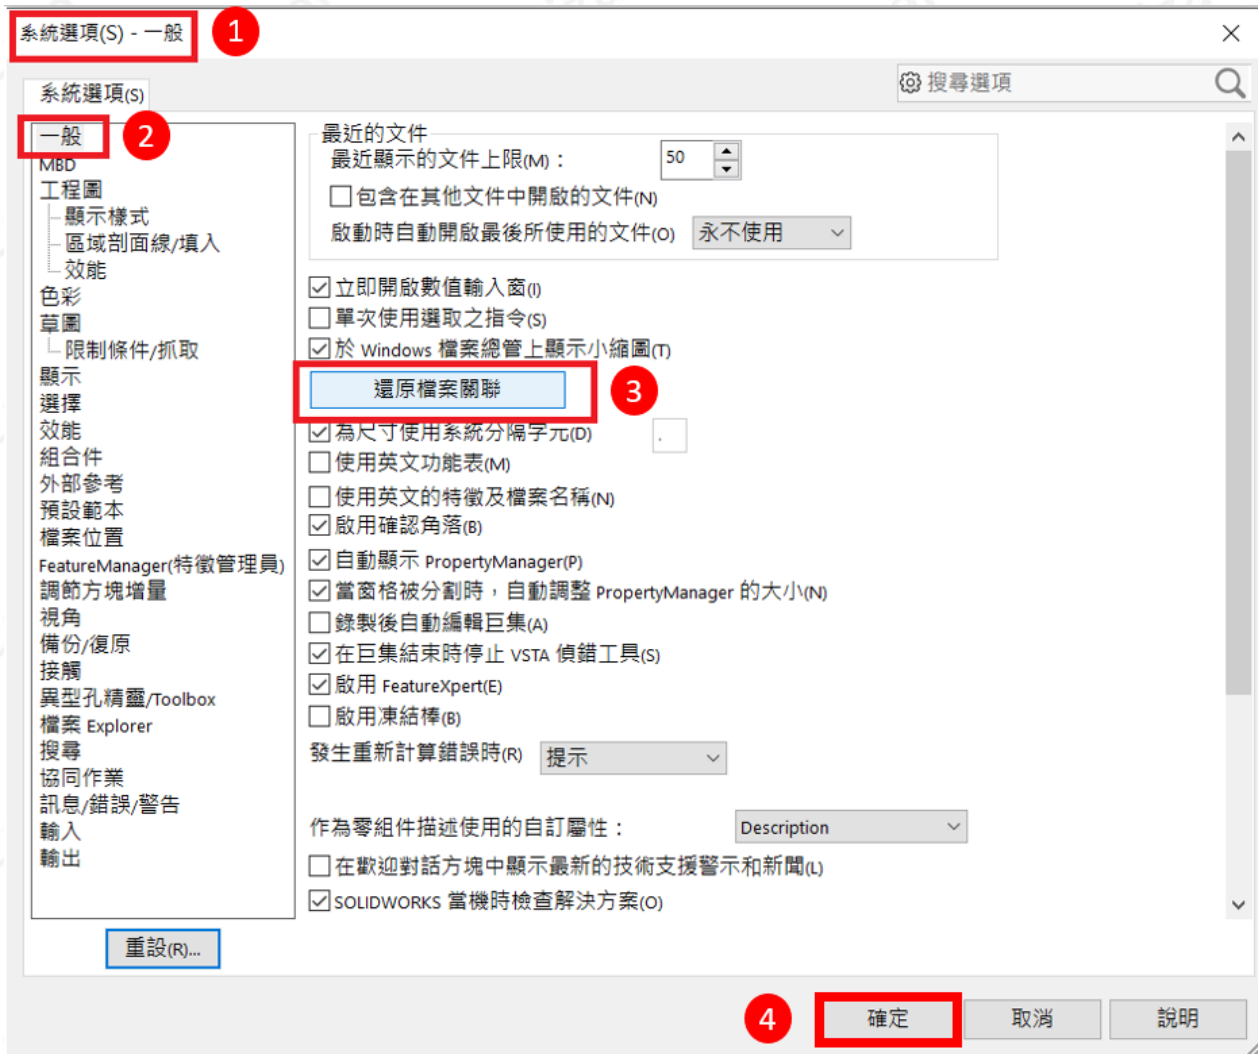 系統選項(S) - 一般
1
系統選項(S)
搜尋選項
一般
2
MBD
工程圖
顯示樣式
區域剖面線/填入
效能
色彩
草圖
限制條件/抓取
顯示
選擇
效能
組合件
外部參考
預設範本
檔案位置
FeatureManager(特徵管理員)
調節方塊增量
視角
備份/復原
接觸
異型孔精靈/Toolbox
檔案 Explorer
搜尋
協同作業
訊息/錯誤/警告
輸入
輸出
重設(R)...
最近的文件
最近顯示的文件上限(M)： 50
包含在其他文件中開啟的文件(N)
啟動時自動開啟最後所使用的文件(O) 永不使用
立即開啟數值輸入窗(I)
單次使用選取之指令(S)
於 Windows 檔案總管上顯示小縮圖(T)
還原檔案關聯
3
為尺寸使用系統分隔字元(D) .
使用英文功能表(M)
使用英文的特徵及檔案名稱(N)
啟用確認角落(B)
自動顯示 PropertyManager(P)
當窗格被分割時，自動調整 PropertyManager 的大小(N)
錄製後自動編輯巨集(A)
在巨集結束時停止 VSTA 偵錯工具(S)
啟用 FeatureXpert(E)
啟用凍結棒(B)
發生重新計算錯誤時(R) 提示
作為零組件描述使用的自訂屬性： Description
在歡迎對話方塊中顯示最新的技術支援警示和新聞(L)
SOLIDWORKS 當機時檢查解決方案(O)
4
確定
取消
說明